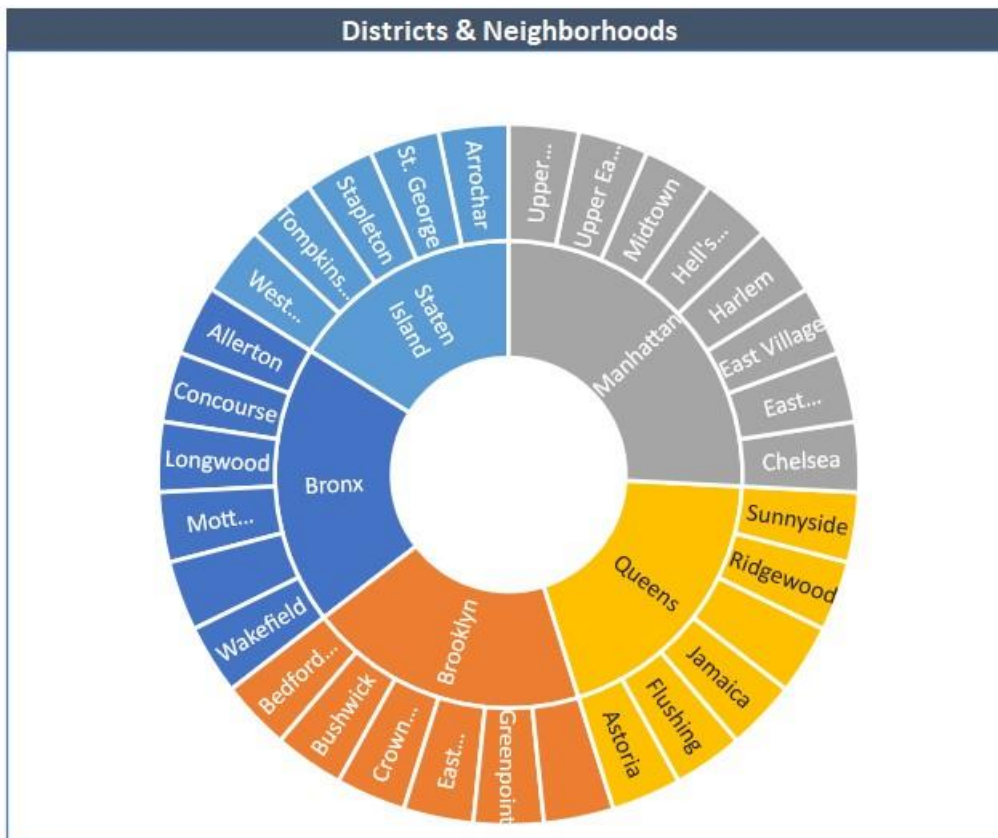 Districts & Neighborhoods
Upper...
Upper Ea...
Midtown
Hell's...
Harlem
East Village
East...
Chelsea
Manhattan
Sunnyside
Ridgewood
Jamaica
Flushing
Astoria
Queens
Greenpoint
East...
Crown...
Bushwick
Bedford...
Brooklyn
Wakefield
Mott...
Longwood
Concourse
Allerton
Bronx
West...
Tompkins...
Stapleton
St. George
Arrochar
Staten
Island